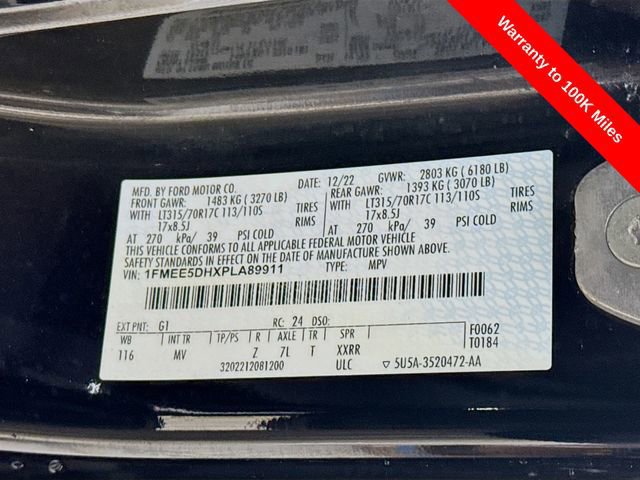 Warranty to 100K Miles
MFD. BY FORD MOTOR CO. DATE: 12/22 GVWR: 2803 KG ( 6180 LB)
FRONT GAWR: 1483 KG ( 3270 LB) REAR GAWR: 1393 KG ( 3070 LB)
WITH LT315/70R17C 113/110S TIRES WITH LT315/70R17C 113/110S TIRES
17x8.5J RIMS 17x8.5J RIMS
AT 270 kPa/ 39 PSI COLD AT 270 kPa/ 39 PSI COLD
THIS VEHICLE CONFORMS TO ALL APPLICABLE FEDERAL MOTOR VEHICLE
SAFETY STANDARDS IN EFFECT ON THE DATE OF MANUFACTURE SHOWN ABOVE.
VIN: 1FMEE5DHXPLA89911 TYPE: MPV
EXT PNT: G1 RC: 24 DSO: F0062
WB INT TR TP/PS R AXLE TR SPR T0184
116 MV Z 7L T XXRR
3202212081200 ULC ▽ 5U5A-3520472-AA